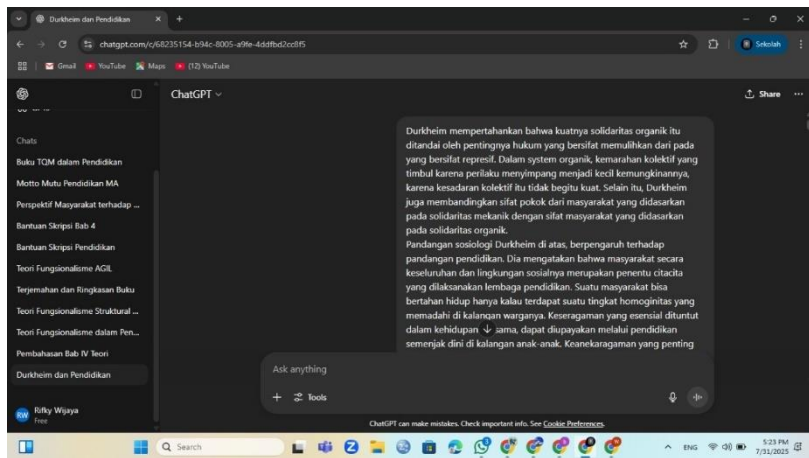 Durkheim dan Pendidikan
chatgpt.com/c/68235154-b94c-8005-a9fe-4ddfbd2cc8f5
Sekolah
Gmail
YouTube
Maps
(12) YouTube
ChatGPT
Share
Chats
Buku TQM dalam Pendidikan
Motto Mutu Pendidikan MA
Perspektif Masyarakat terhadap ...
Bantuan Skripsi Bab 4
Bantuan Skripsi Pendidikan
Teori Fungsionalisme AGIL
Terjemahan dan Ringkasan Buku
Teori Fungsionalisme Struktural ...
Teori Fungsionalisme dalam Pen...
Pembahasan Bab IV Teori
Durkheim dan Pendidikan
RW
Rifky Wijaya
Free
Durkheim mempertahankan bahwa kuatnya solidaritas organik itu
ditandai oleh pentingnya hukum yang bersifat memulihkan dari pada
yang bersifat represif. Dalam system organik, kemarahan kolektif yang
timbul karena perilaku menyimpang menjadi kecil kemungkinannya,
karena kesadaran kolektif itu tidak begitu kuat. Selain itu, Durkheim
juga membandingkan sifat pokok dari masyarakat yang didasarkan
pada solidaritas mekanik dengan sifat masyarakat yang didasarkan
pada solidaritas organik.
Pandangan sosiologi Durkheim di atas, berpengaruh terhadap
pandangan pendidikan. Dia mengatakan bahwa masyarakat secara
keseluruhan dan lingkungan sosialnya merupakan penentu citacita
yang dilaksanakan lembaga pendidikan. Suatu masyarakat bisa
bertahan hidup hanya kalau terdapat suatu tingkat homoginitas yang
memadahi di kalangan warganya. Keseragaman yang esensial dituntut
dalam kehidupan sama, dapat diupayakan melalui pendidikan
semenjak dini di kalangan anak-anak. Keanekaragaman yang penting
Ask anything
Tools
ChatGPT can make mistakes. Check important info. See Cookie Preferences.
Search
ENG
5:23 PM
7/31/2025